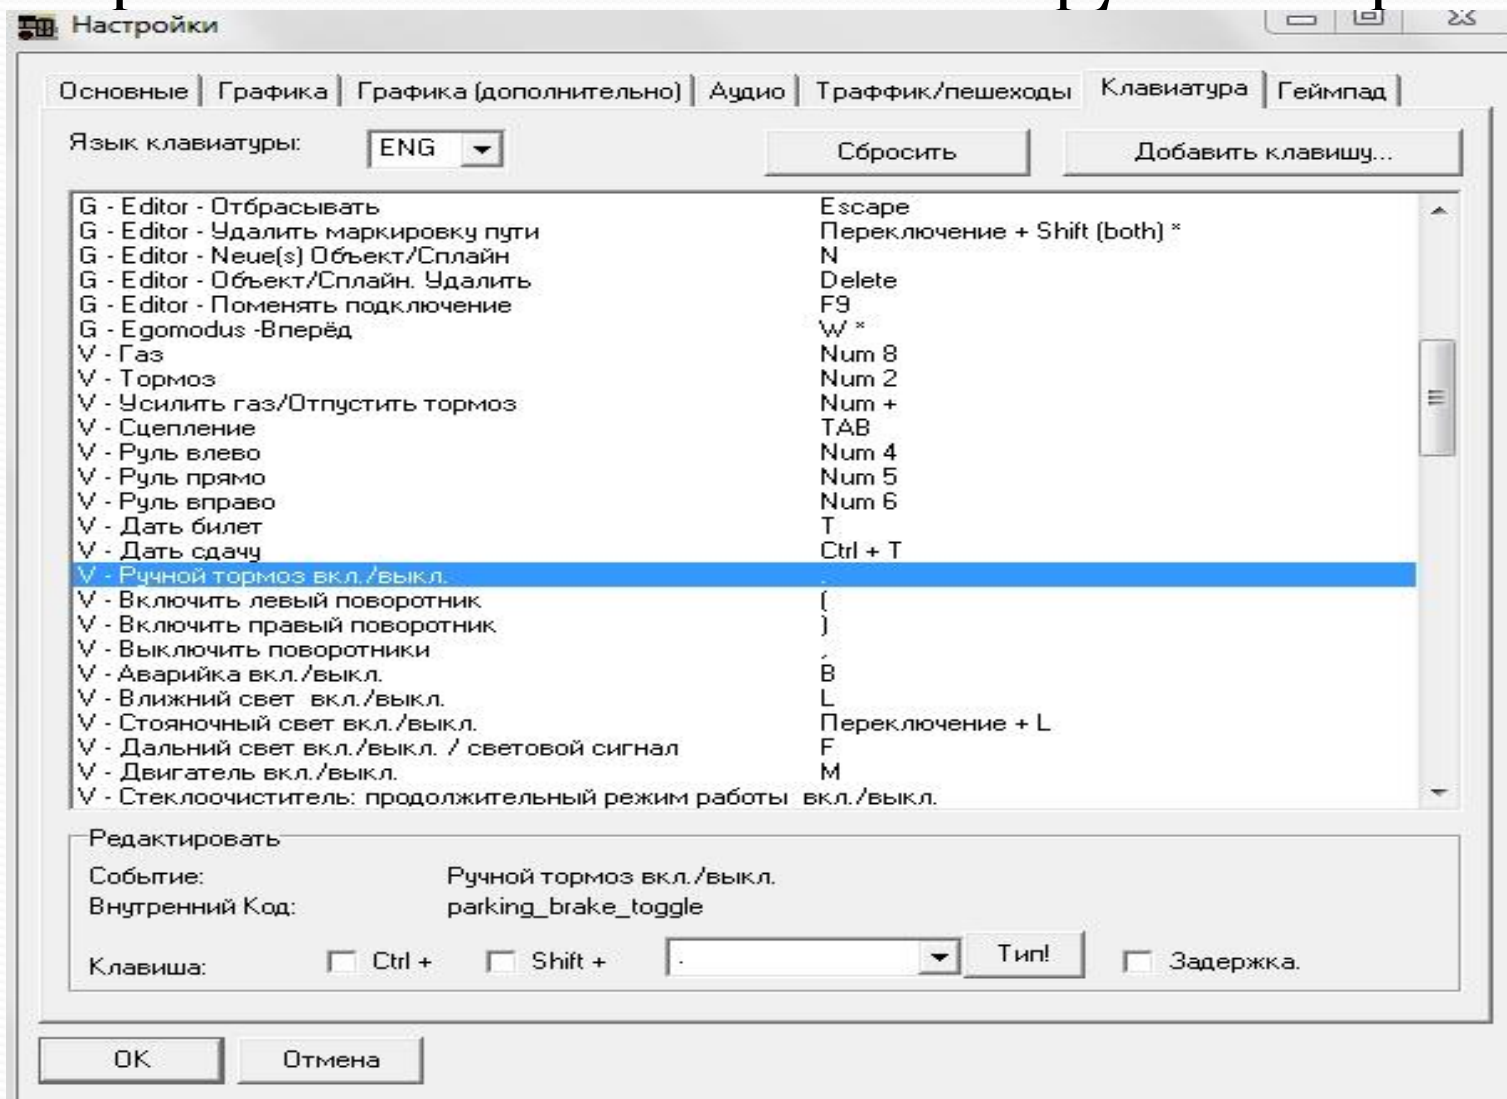 Настройки
Основные Графика Графика (дополнительно) Аудио Траффик/пешеходы Клавиатура Геймпад
Язык клавиатуры: ENG Сбросить Добавить клавишу...
G - Editor - Отбрасывать Escape
G - Editor - Удалить маркировку пути Переключение + Shift (both) *
G - Editor - Neue(s) Объект/Сплайн N
G - Editor - Объект/Сплайн. Удалить Delete
G - Editor - Поменять подключение F9
G - Egomodus -Вперёд W *
V - Газ Num 8
V - Тормоз Num 2
V - Усилить газ/Отпустить тормоз Num +
V - Сцепление TAB
V - Руль влево Num 4
V - Руль прямо Num 5
V - Руль вправо Num 6
V - Дать билет T
V - Дать сдачу Ctrl + T
V - Ручной тормоз вкл./выкл. .
V - Включить левый поворотник (
V - Включить правый поворотник )
V - Выключить поворотники ,
V - Аварийка вкл./выкл. B
V - Влижний свет вкл./выкл. L
V - Стояночный свет вкл./выкл. Переключение + L
V - Дальний свет вкл./выкл. / световой сигнал F
V - Двигатель вкл./выкл. M
V - Стеклоочиститель: продолжительный режим работы вкл./выкл.
Редактировать
Событие: Ручной тормоз вкл./выкл.
Внутренний Код: parking_brake_toggle
Клавиша: Ctrl + Shift + . Тип! Задержка.
OK Отмена